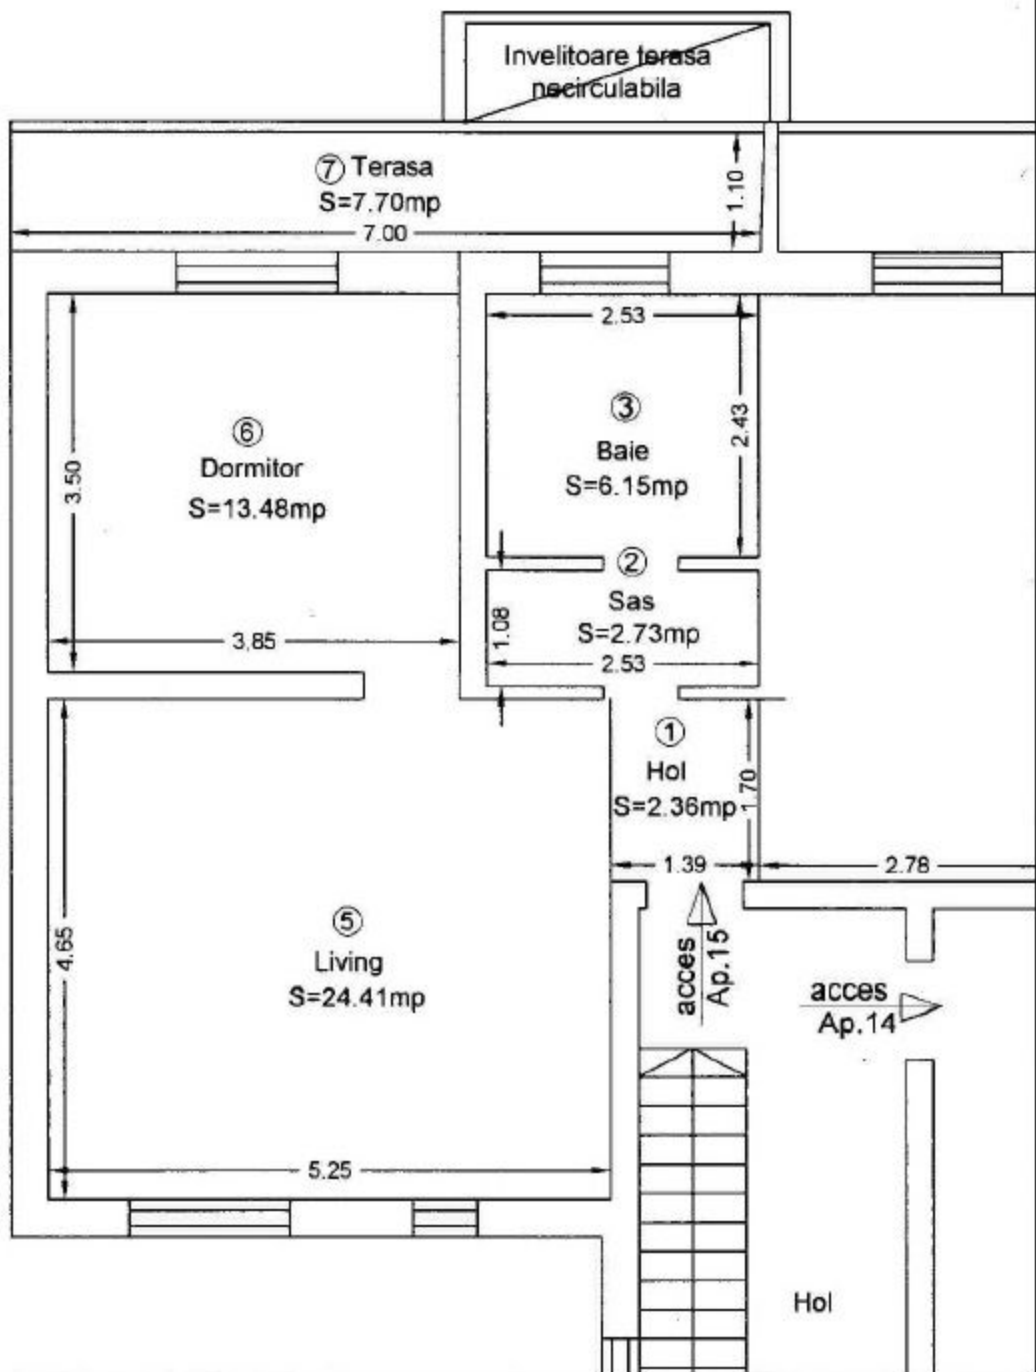 Invelitoare terasa
necirculabila
7 Terasa
S=7.70mp
7.00
1.10
2.53
2.43
3
Baie
S=6.15mp
6
Dormitor
S=13.48mp
3.50
3,85
2
Sas
S=2.73mp
1.08
2.53
1
Hol
S=2.36mp
1.70
1.39
2.78
5
Living
S=24.41mp
4.65
5.25
acces
Ap.15
acces
Ap.14
Hol